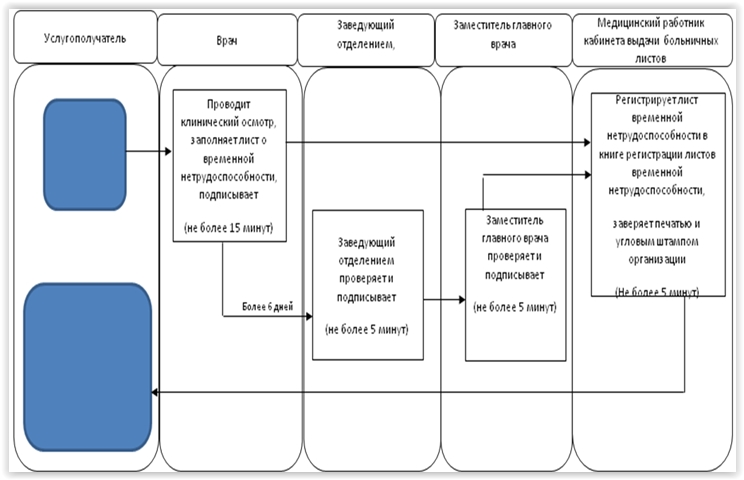 Услугополучатель
Врач
Заведующий
отделением,
Заместитель главного
врача
Медицинский работник
кабинета выдачи больничных
листов
Проводит
клинический осмотр,
заполняет лист о
временной
нетрудоспособности,
подписывает
(не более 15 минут)
Более 6 дней
Заведующий
отделением
проверяет и
подписывает
(не более 5 минут)
Заместитель
главного врача
проверяет и
подписывает
(не более 5 минут)
Регистрирует лист
временной
нетрудоспособности в
книге регистрации листов
временной
нетрудоспособности,
заверяет печатью и
угловым штампом
организации
(Не более 5 минут)